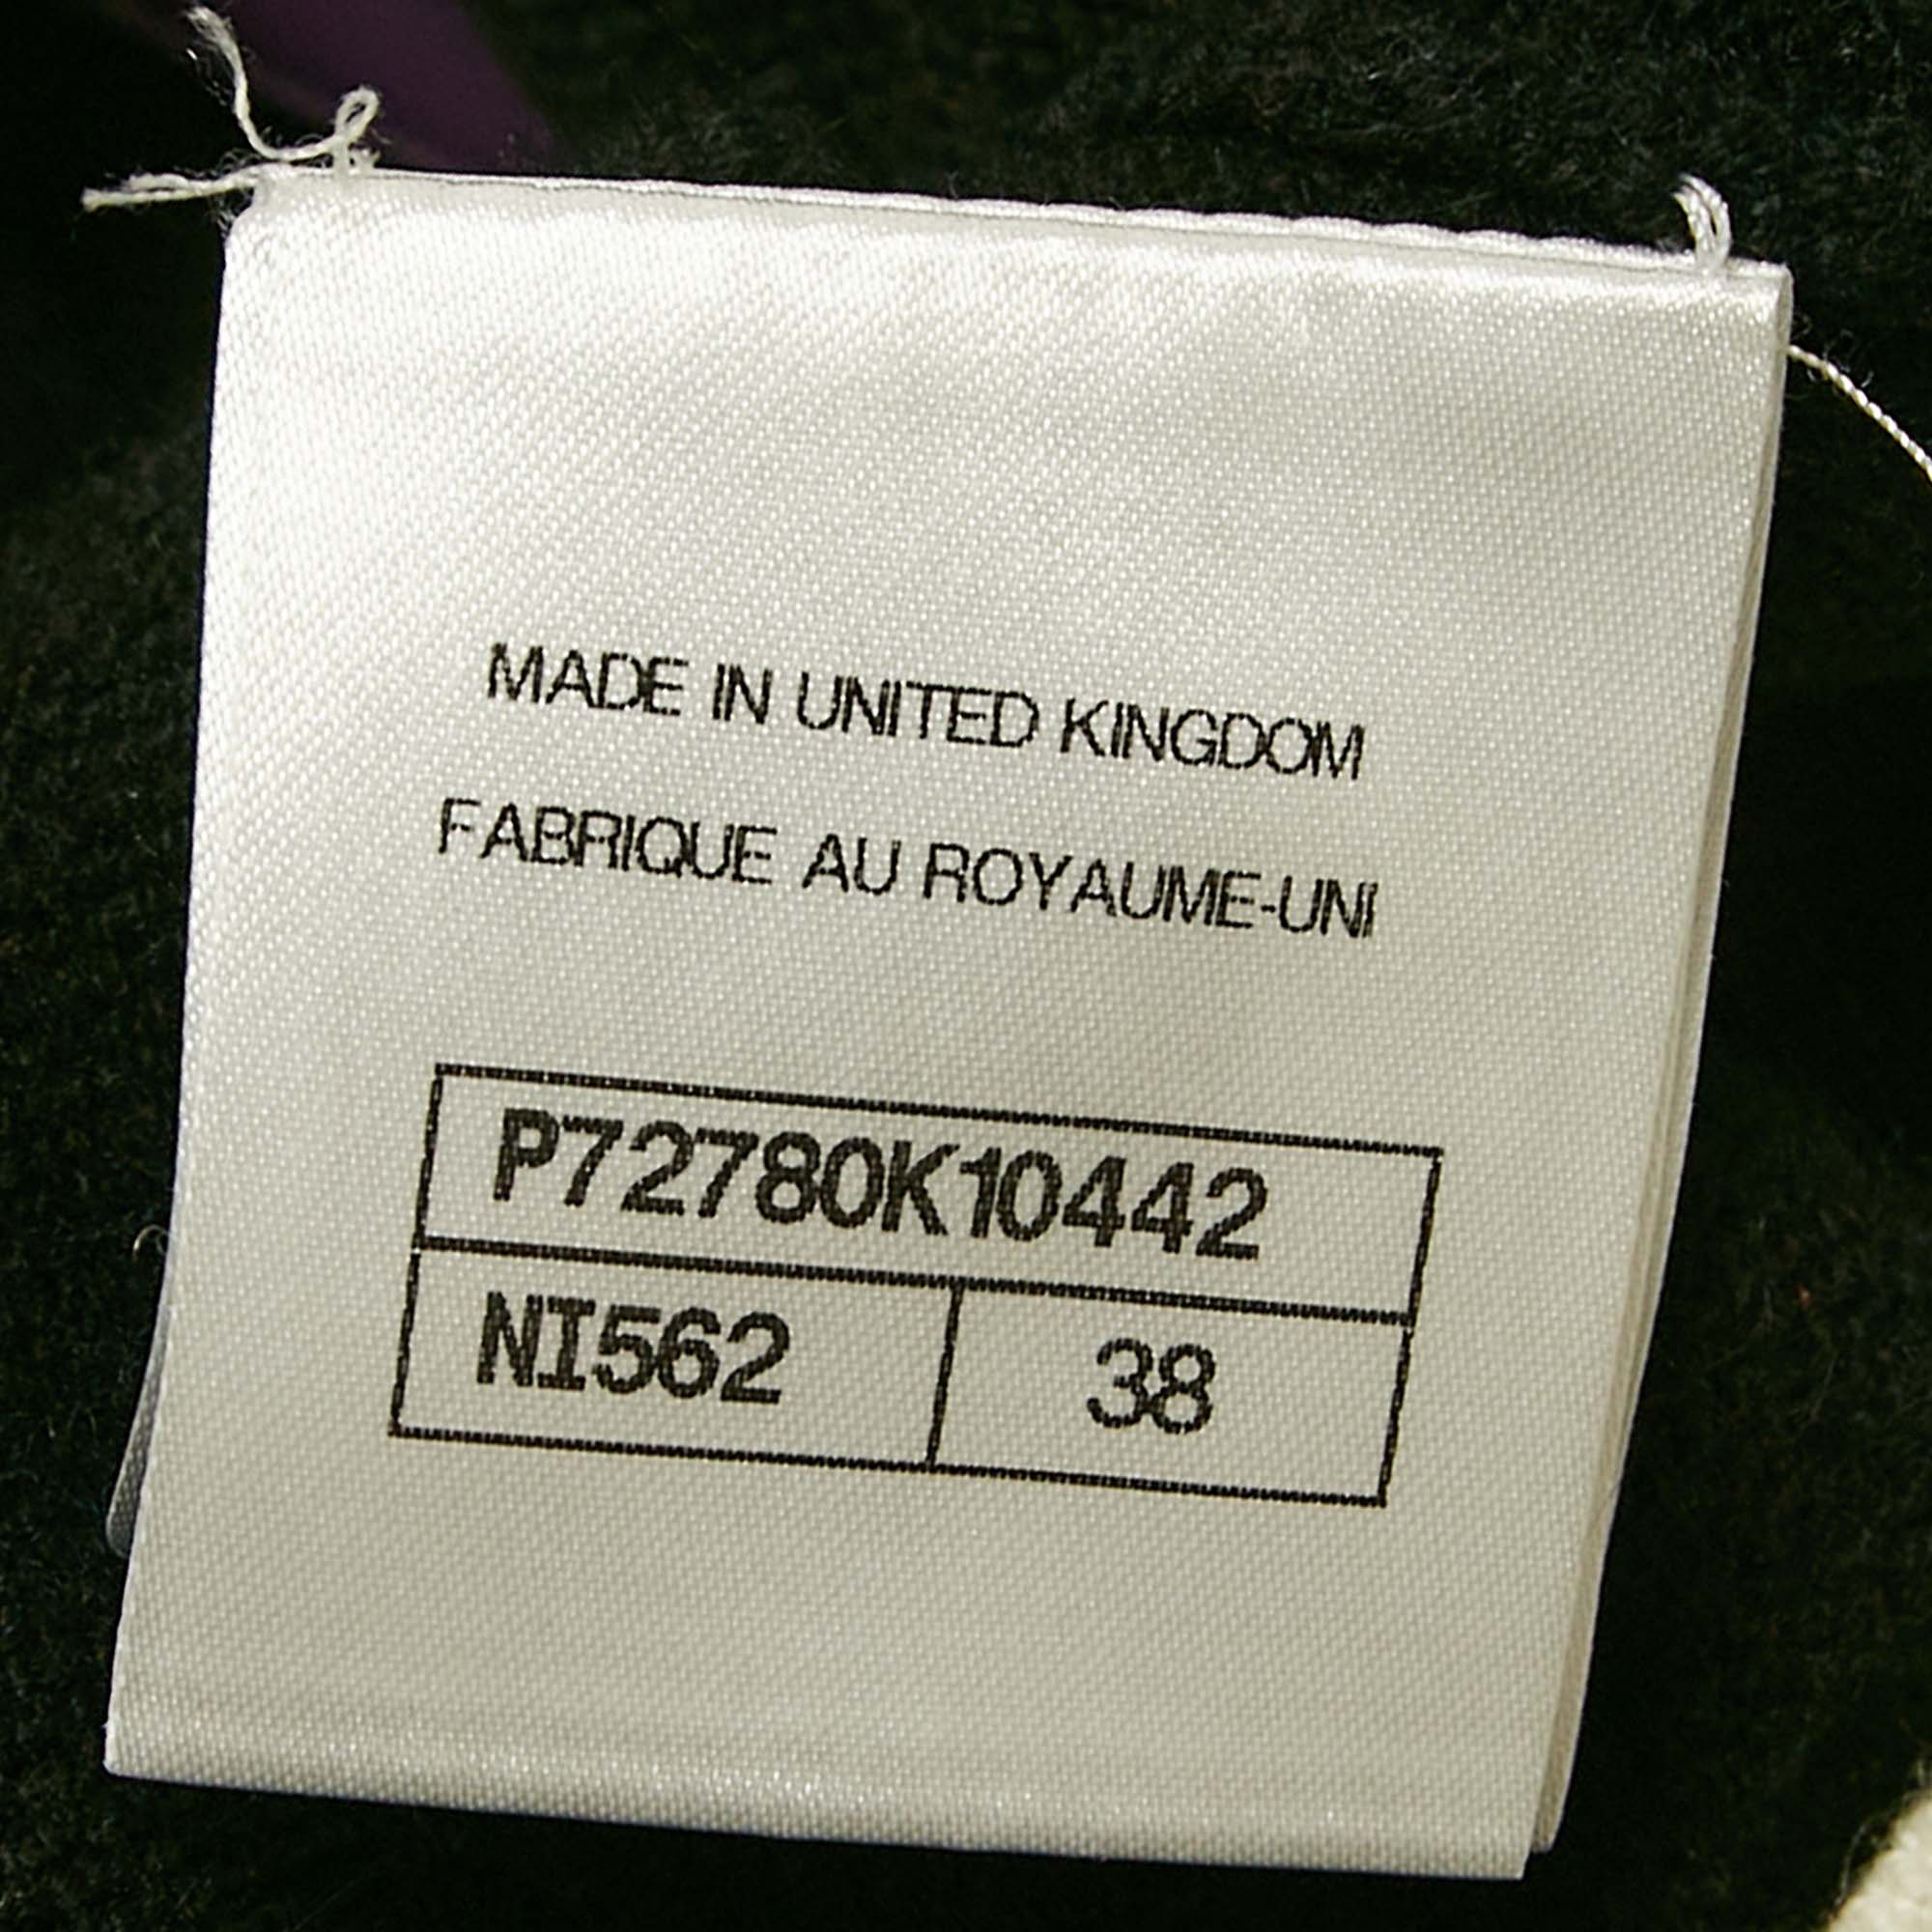 MADE IN UNITED KINGDOM
FABRIQUE AU ROYAUME-UNI
P72780K10442
NI562 38